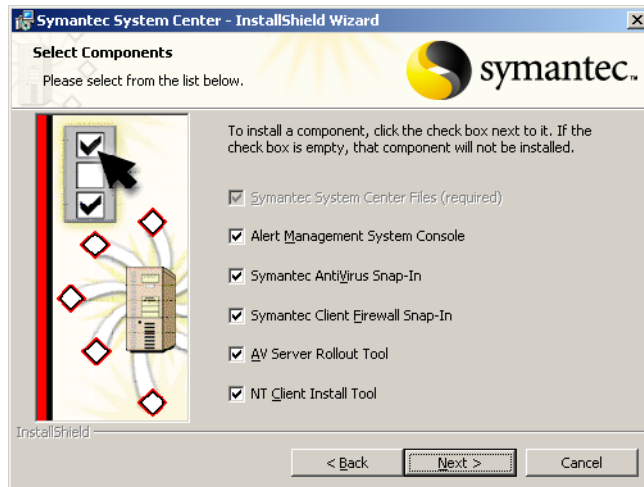 Symantec System Center - InstallShield Wizard
Select Components
Please select from the list below.
symantec.
To install a component, click the check box next to it. If the
check box is empty, that component will not be installed.
Symantec System Center Files (required)
Alert Management System Console
Symantec AntiVirus Snap-In
Symantec Client Firewall Snap-In
AV Server Rollout Tool
NT Client Install Tool
InstallShield
< Back
Next >
Cancel